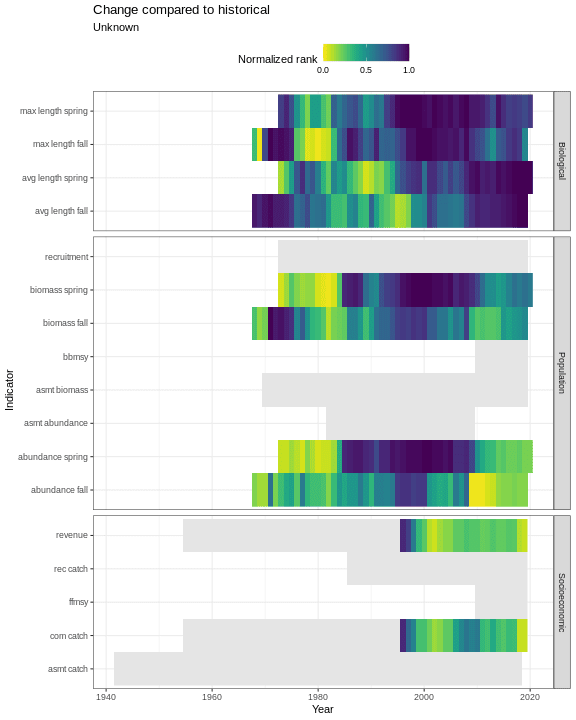 Change compared to historical
Unknown
Normalized rank
0.0 0.5 1.0
max length spring
max length fall
avg length spring
avg length fall
Biological
recruitment
biomass spring
biomass fall
bbmsy
asmt biomass
asmt abundance
abundance spring
abundance fall
Population
revenue
rec catch
ffmsy
com catch
asmt catch
Socioeconomic
Indicator
1940 1960 1980 2000 2020
Year